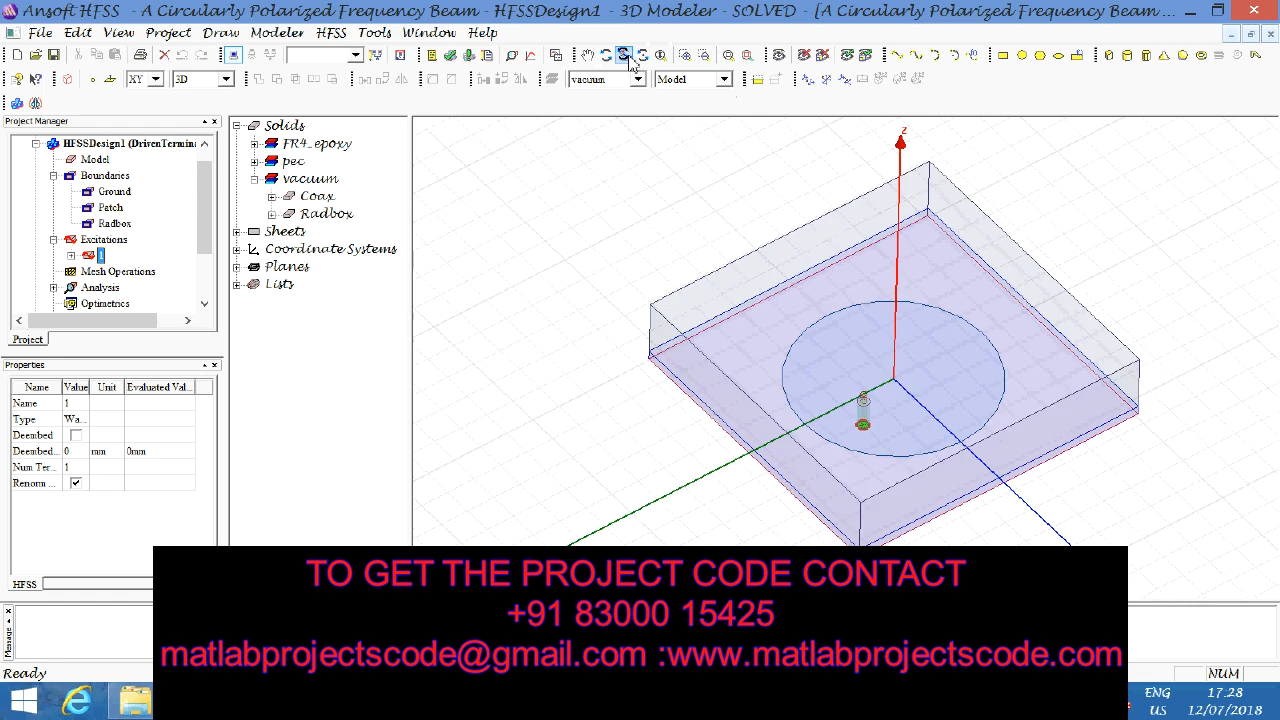 Ansoft HFSS - A Circularly Polarized Frequency Beam - HFSSDesign1 - 3D Modeler - SOLVED - [A Circularly Polarized Frequency Beam ...
File Edit View Project Draw Modeler HFSS Tools Window Help
XY 3D vacuum Model
Project Manager
HFSSDesign1 (DrivenTermin
Model
Boundaries
Ground
Patch
Radbox
Excitations
1
Mesh Operations
Analysis
Optimetrics
Project
Solids
FR4_epoxy
pec
vacuum
Coax
Radbox
Sheets
Coordinate Systems
Planes
Lists
Z
Properties
Name Value Unit Evaluated Val...
Name 1
Type Wa...
Deembed
Deembed... 0 mm 0mm
Num Ter... 1
Renorm ...
HFSS
Message
TO GET THE PROJECT CODE CONTACT
+91 83000 15425
matlabprojectscode@gmail.com :www.matlabprojectscode.com
Ready
NUM
ENG 17:28
US 12/07/2018